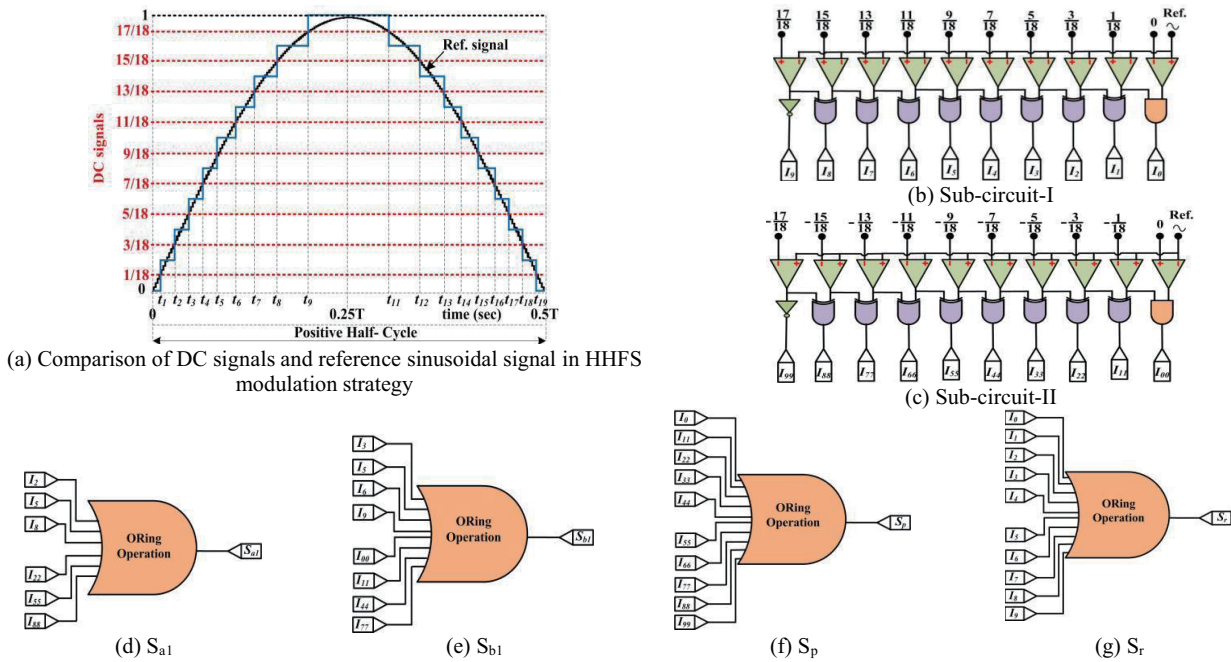 1
17/18
15/18
13/18
11/18
9/18
7/18
5/18
3/18
1/18
0
DC signals
Ref. signal
t1 t2 t3 t4 t5 t6 t7 t8 t9 t11 t12 t13 t14 t15 t16 t17 t18 t19
0 0.25T time (sec) 0.5T
Positive Half- Cycle
(a) Comparison of DC signals and reference sinusoidal signal in HHFS
modulation strategy
17/18 15/18 13/18 11/18 9/18 7/18 5/18 3/18 1/18 0 Ref.
I9 I8 I7 I6 I5 I4 I3 I2 I1 I0
(b) Sub-circuit-I
-17/18 -15/18 -13/18 -11/18 -9/18 -7/18 -5/18 -3/18 -1/18 0 Ref.
I99 I88 I77 I66 I55 I44 I33 I22 I11 I00
(c) Sub-circuit-II
I2
I5
I8
I22
I55
I88
ORing
Operation
Sa1
(d) Sa1
I3
I5
I6
I9
I00
I11
I44
I77
ORing
Operation
Sb1
(e) Sb1
I0
I11
I22
I33
I44
I55
I66
I77
I88
I99
ORing
Operation
Sp
(f) Sp
I0
I1
I2
I3
I4
I5
I6
I7
I8
I9
ORing
Operation
Sr
(g) Sr